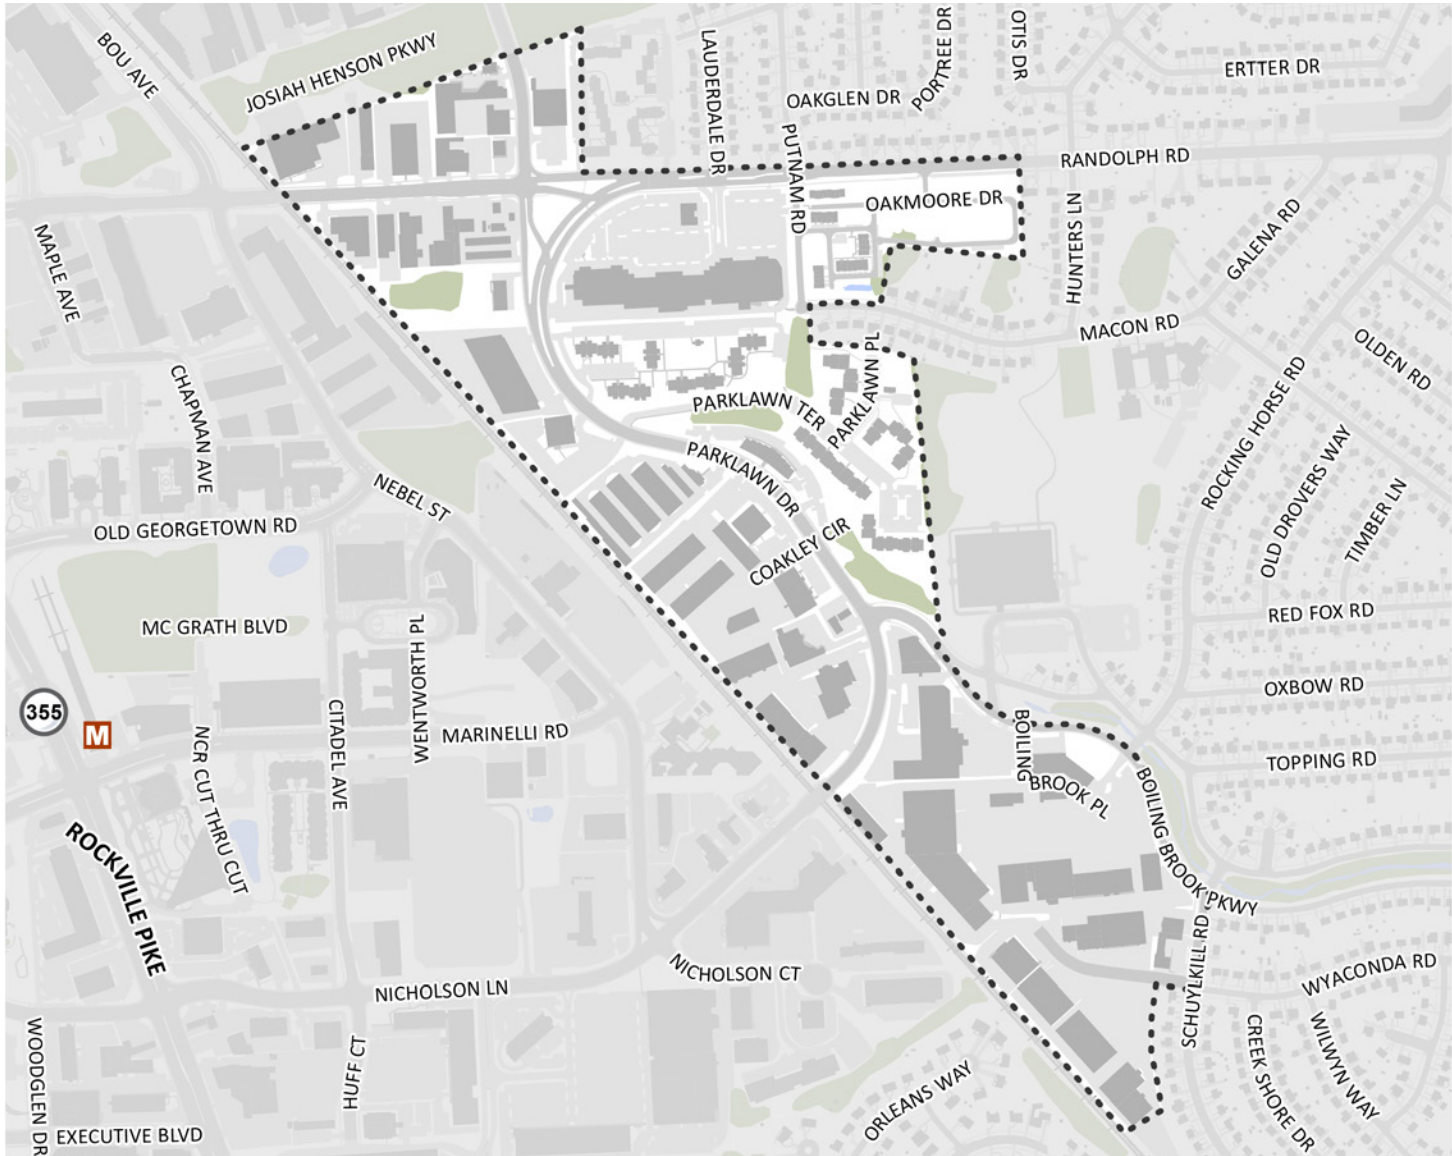 BOU AVE
JOSIAH HENSON PKWY
LAUDERDALE DR
OAKGLEN DR
PORTREE DR
OTIS DR
ERTTER DR
PUTNAM RD
RANDOLPH RD
OAKMOORE DR
HUNTERS LN
GALENA RD
MAPLE AVE
MACON RD
OLDEN RD
CHAPMAN AVE
PARKLAWN TER
PARKLAWN PL
ROCKING HORSE RD
PARKLAWN DR
NEBEL ST
OLD DROVERS WAY
TIMBER LN
OLD GEORGETOWN RD
COAKLEY CIR
MC GRATH BLVD
WENTWORTH PL
RED FOX RD
OXBOW RD
355
M
NCR CUT THRU CUT
CITADEL AVE
MARINELLI RD
BOILING
BROOK PL
TOPPING RD
BOILING BROOK PKWY
ROCKVILLE PIKE
NICHOLSON LN
NICHOLSON CT
SCHUYLKILL RD
WYACONDA RD
WOODGLEN DR
HUFF CT
ORLEANS WAY
CREEK SHORE DR
WILWYN WAY
EXECUTIVE BLVD